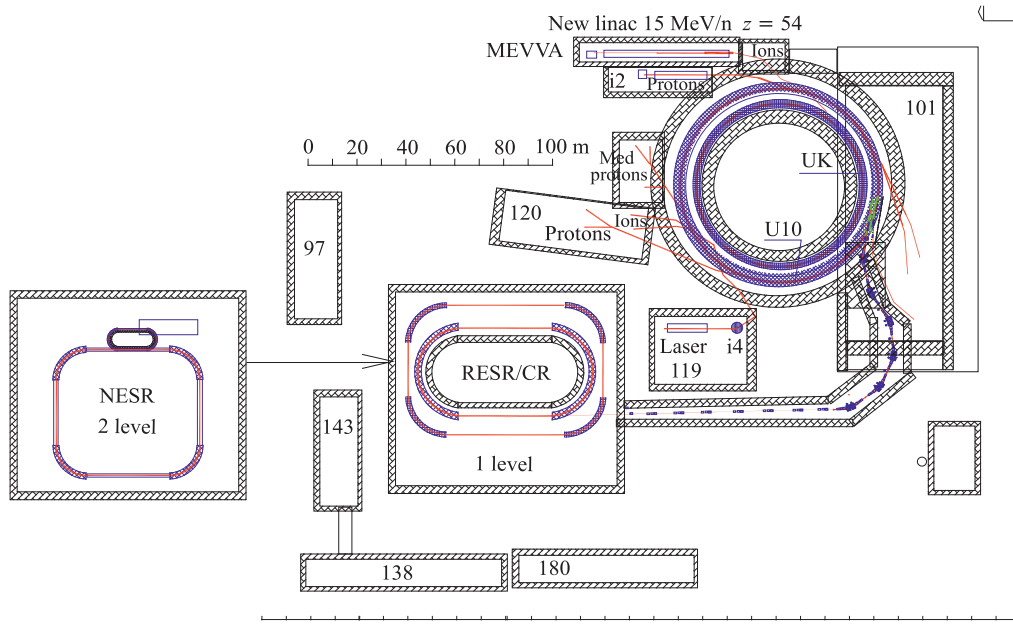 New linac 15 MeV/n z = 54
MEVVA
Ions
i2
Protons
101
0 20 40 60 80 100 m
Med
protons
UK
120
Ions
Protons
U10
97
Laser
i4
119
RESR/CR
NESR
2 level
143
1 level
138
180